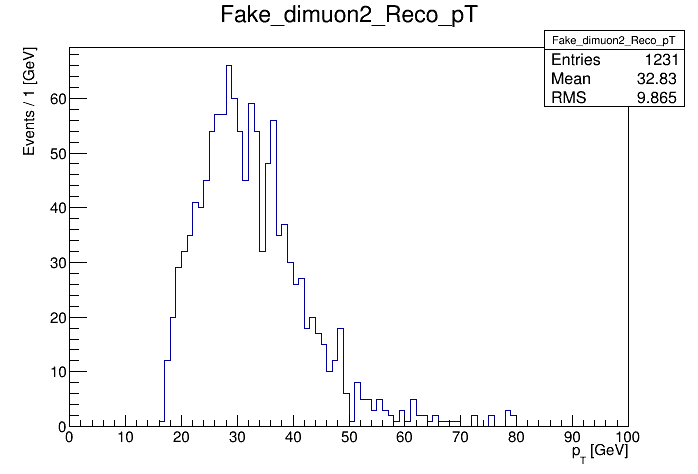 Fake_dimuon2_Reco_pT
Fake_dimuon2_Reco_pT
Entries 1231
Mean 32.83
RMS 9.865
Events / 1 [GeV]
60
50
40
30
20
10
0
0 10 20 30 40 50 60 70 80 90 100
p_T [GeV]